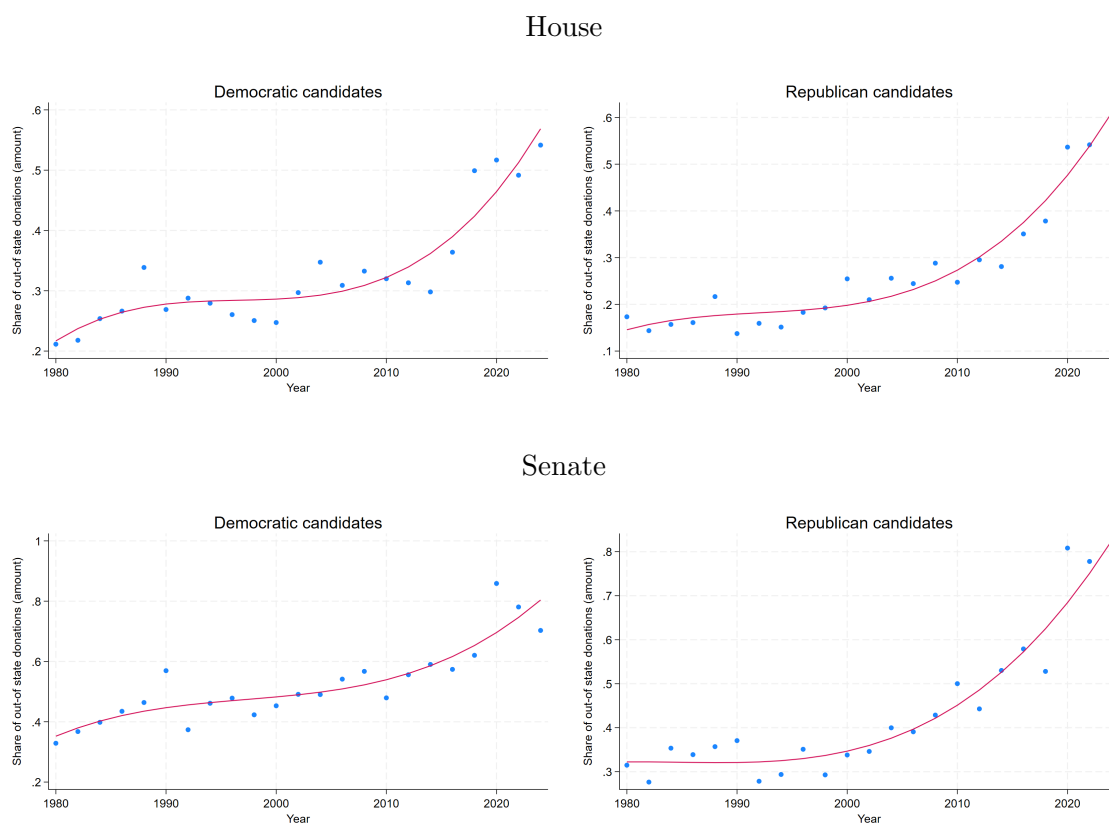 House
Democratic candidates
Share of out-of state donations (amount)
.6
.5
.4
.3
.2
1980 1990 2000 2010 2020
Year
Republican candidates
Share of out-of state donations (amount)
.6
.5
.4
.3
.2
.1
1980 1990 2000 2010 2020
Year
Senate
Democratic candidates
Share of out-of state donations (amount)
1
.8
.6
.4
.2
1980 1990 2000 2010 2020
Year
Republican candidates
Share of out-of state donations (amount)
.8
.7
.6
.5
.4
.3
1980 1990 2000 2010 2020
Year